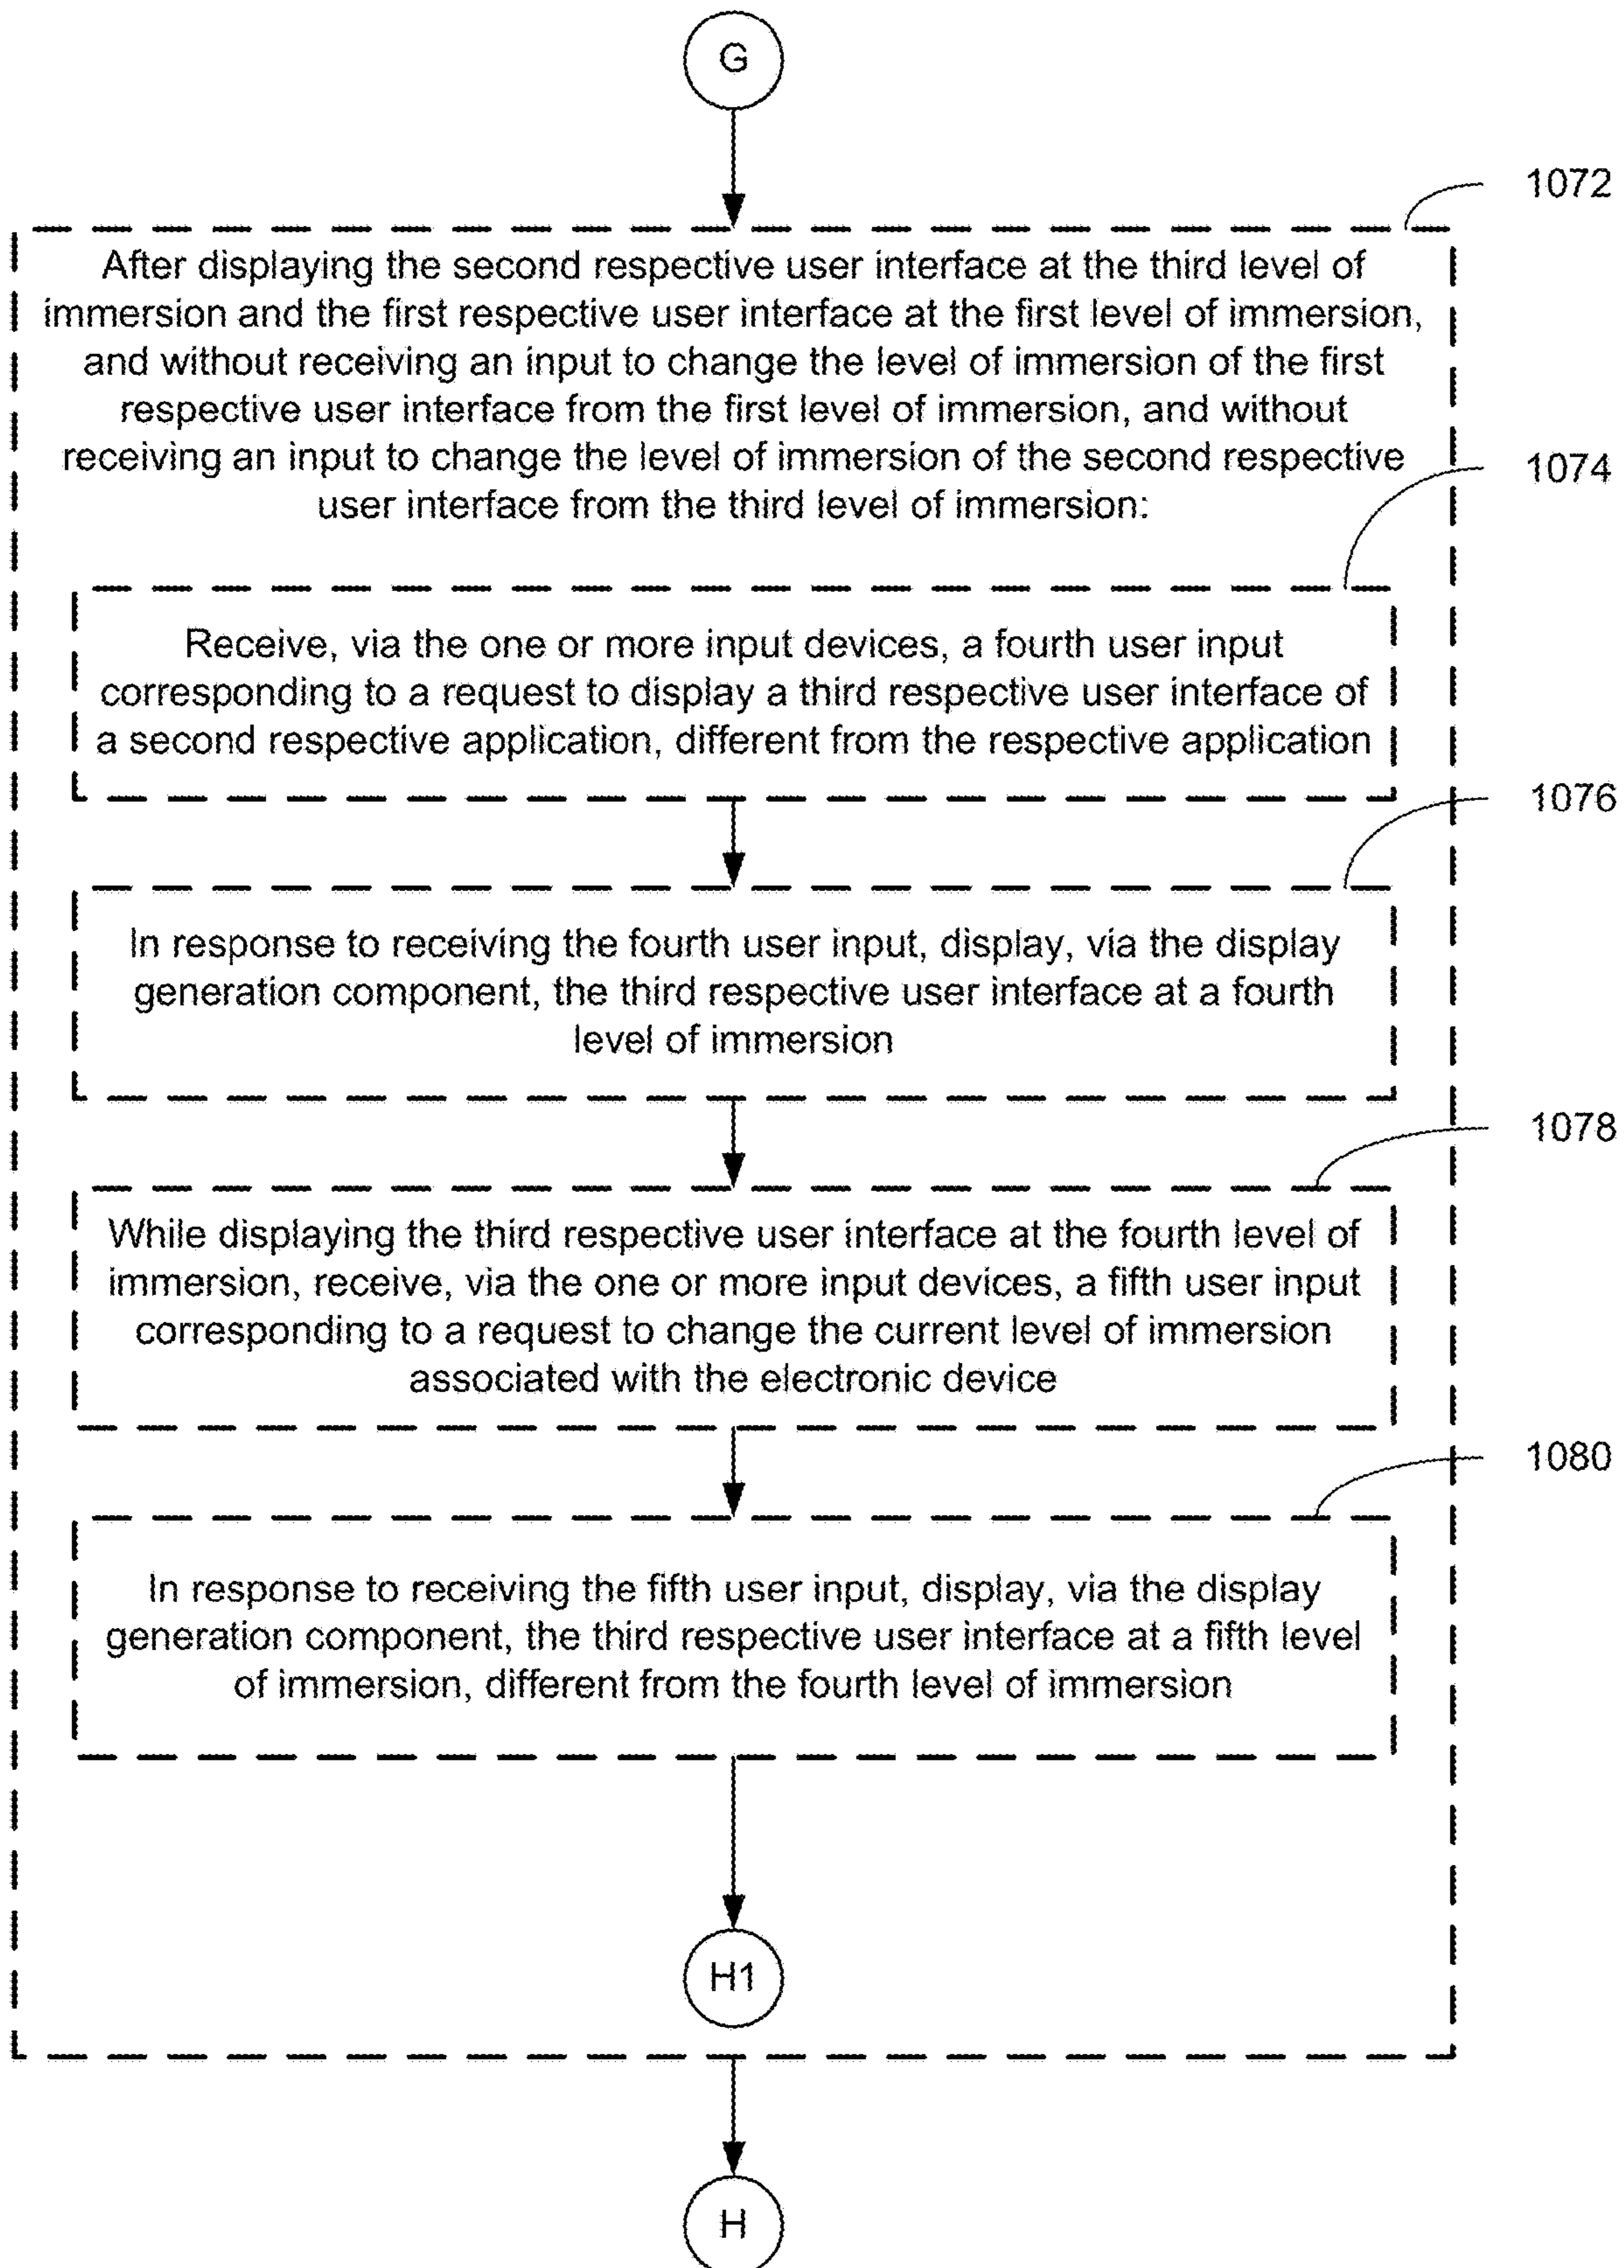 G
1072
After displaying the second respective user interface at the third level of
immersion and the first respective user interface at the first level of immersion,
and without receiving an input to change the level of immersion of the first
respective user interface from the first level of immersion, and without
receiving an input to change the level of immersion of the second respective
user interface from the third level of immersion:
1074
Receive, via the one or more input devices, a fourth user input
corresponding to a request to display a third respective user interface of
a second respective application, different from the respective application
1076
In response to receiving the fourth user input, display, via the display
generation component, the third respective user interface at a fourth
level of immersion
1078
While displaying the third respective user interface at the fourth level of
immersion, receive, via the one or more input devices, a fifth user input
corresponding to a request to change the current level of immersion
associated with the electronic device
1080
In response to receiving the fifth user input, display, via the display
generation component, the third respective user interface at a fifth level
of immersion, different from the fourth level of immersion
H1
H